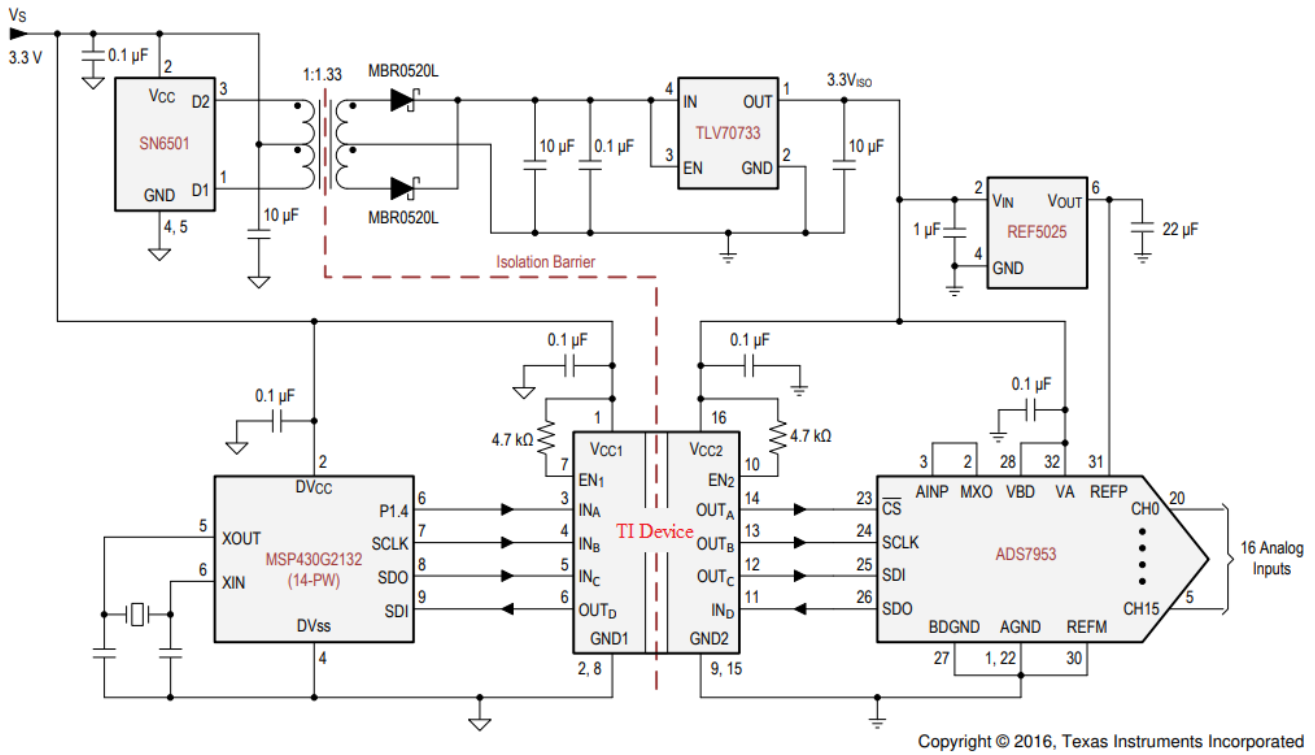 VS
3.3 V
0.1 µF
2
VCC
D2
3
SN6501
D1
1
GND
4, 5
10 µF
1:1.33
MBR0520L
MBR0520L
10 µF
0.1 µF
4
IN
OUT
1
TLV70733
3
EN
GND
2
3.3VISO
10 µF
2
VIN
VOUT
6
REF5025
1 µF
4
GND
22 µF
Isolation Barrier
0.1 µF
0.1 µF
0.1 µF
0.1 µF
4.7 kΩ
4.7 kΩ
2
DVCC
5
XOUT
6
XIN
MSP430G2132
(14-PW)
P1.4
6
SCLK
7
SDO
8
SDI
9
DVSS
4
1
VCC1
7
EN1
3
INA
4
INB
5
INC
6
OUTD
GND1
2, 8
TI Device
16
VCC2
10
EN2
14
OUTA
13
OUTB
12
OUTC
11
IND
GND2
9, 15
3
2
28
32
31
AINP
MXO
VBD
VA
REFP
23
CS
24
SCLK
25
SDI
26
SDO
ADS7953
CH0
20
CH15
5
16 Analog
Inputs
BDGND
AGND
REFM
27
1, 22
30
Copyright © 2016, Texas Instruments Incorporated